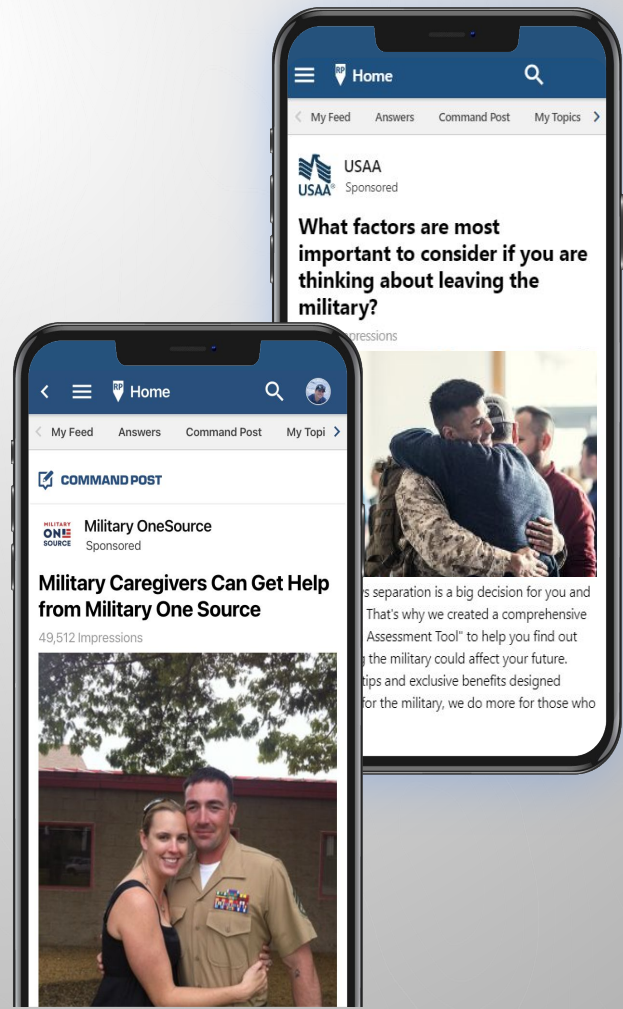 RP Home
My Feed Answers Command Post My Topics
USAA
USAA® Sponsored
What factors are most
important to consider if you are
thinking about leaving the
military?
pressions
s separation is a big decision for you and
That's why we created a comprehensive
Assessment Tool" to help you find out
the military could affect your future.
tips and exclusive benefits designed
for the military, we do more for those who
RP Home
My Feed Answers Command Post My Topi
COMMAND POST
MILITARY
ONE
SOURCE
Military OneSource
Sponsored
Military Caregivers Can Get Help
from Military One Source
49,512 Impressions